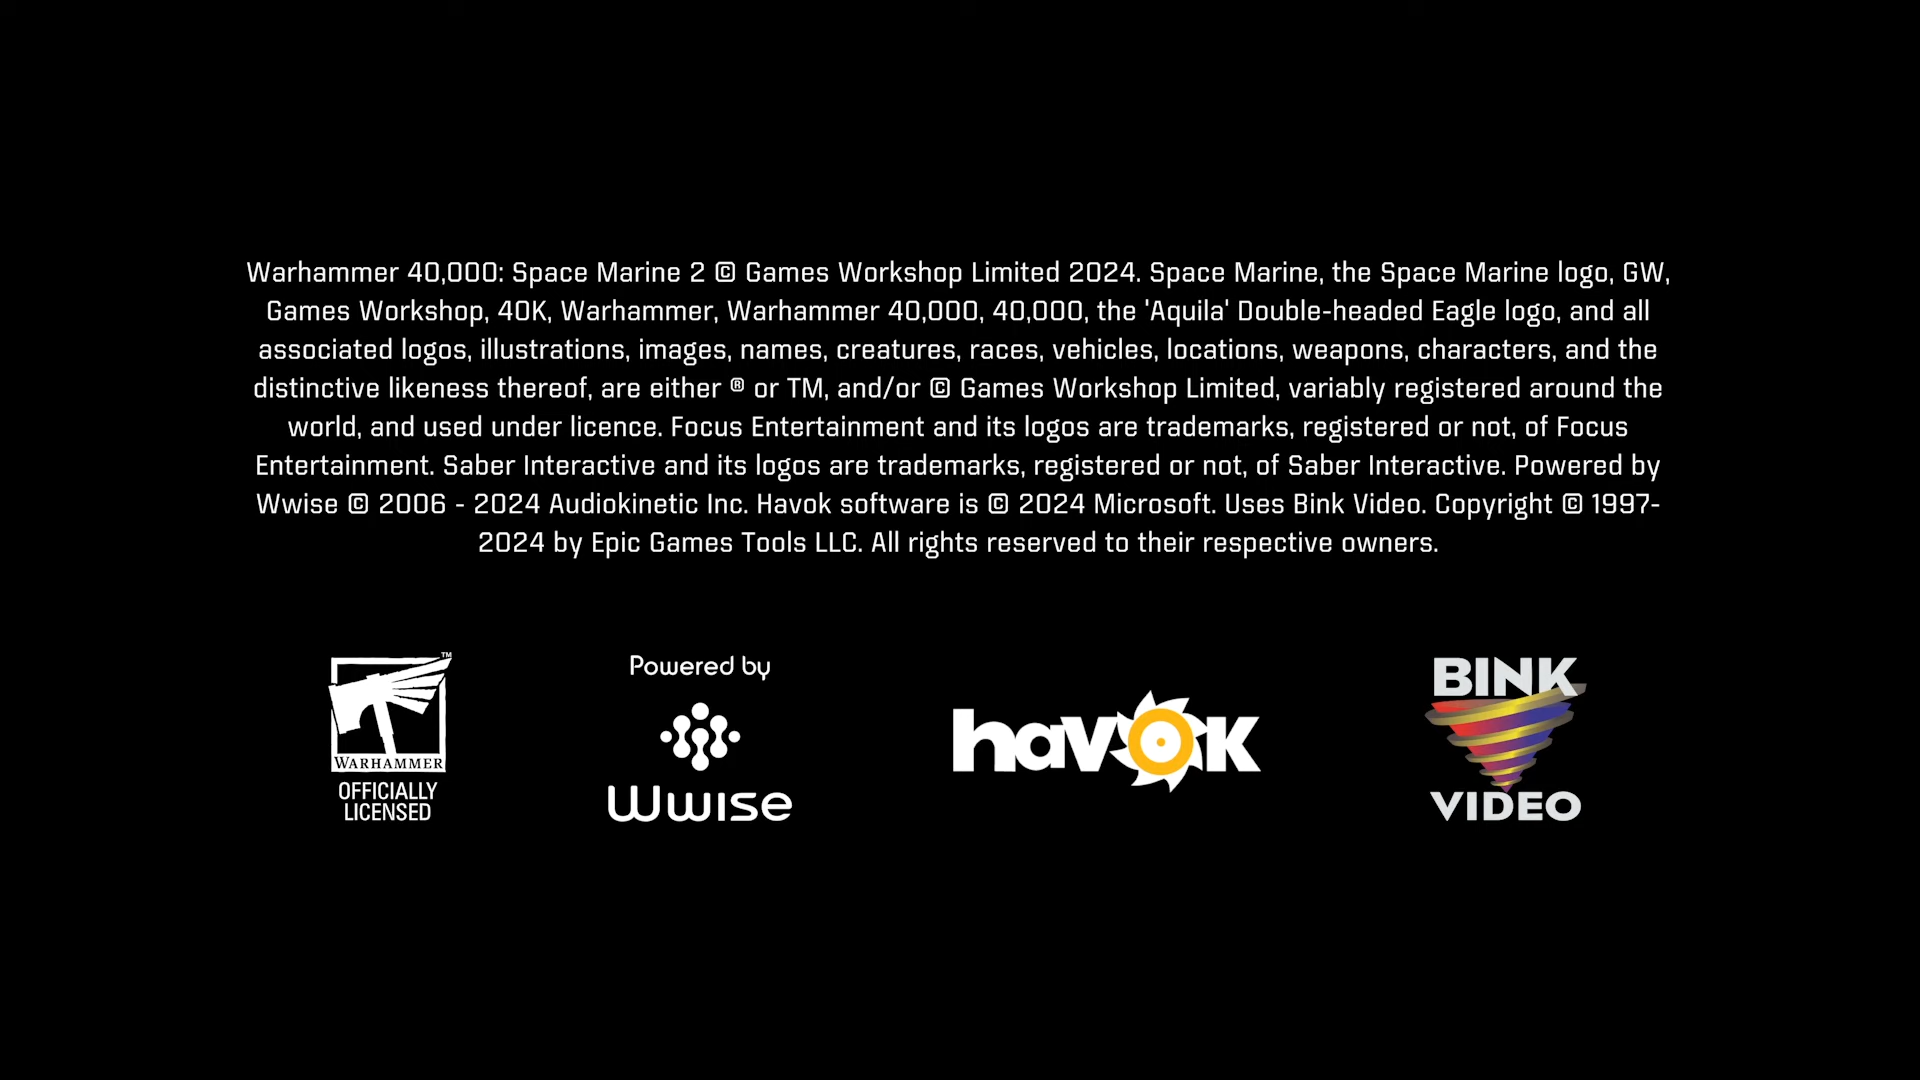 Warhammer 40,000: Space Marine 2 © Games Workshop Limited 2024. Space Marine, the Space Marine logo, GW,
Games Workshop, 40K, Warhammer, Warhammer 40,000, 40,000, the 'Aquila' Double-headed Eagle logo, and all
associated logos, illustrations, images, names, creatures, races, vehicles, locations, weapons, characters, and the
distinctive likeness thereof, are either ® or TM, and/or © Games Workshop Limited, variably registered around the
world, and used under licence. Focus Entertainment and its logos are trademarks, registered or not, of Focus
Entertainment. Saber Interactive and its logos are trademarks, registered or not, of Saber Interactive. Powered by
Wwise © 2006 - 2024 Audiokinetic Inc. Havok software is © 2024 Microsoft. Uses Bink Video. Copyright © 1997-
2024 by Epic Games Tools LLC. All rights reserved to their respective owners.
TM
WARHAMMER
OFFICIALLY
LICENSED
Powered by
Wwise
havok
BINK
VIDEO